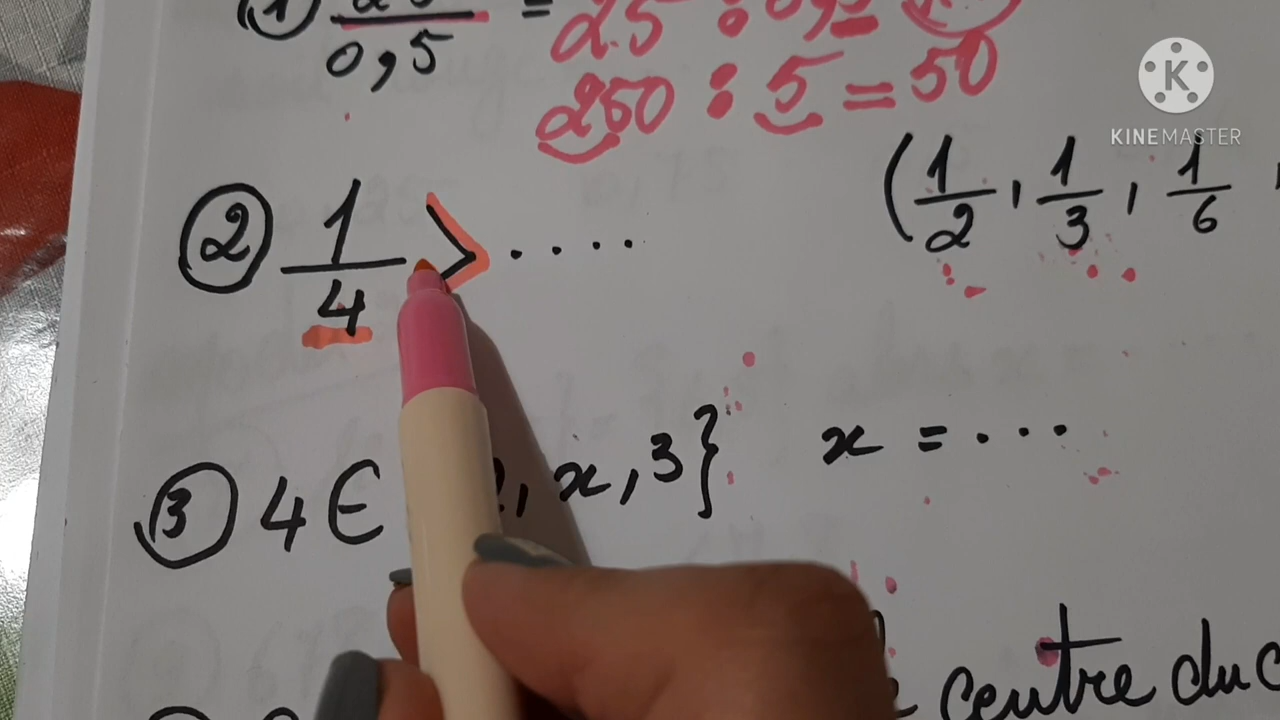 ① 0,5 = 25 : 0,5
250 : 5 = 50
K
KINEMASTER
② 1/4 > .... (1/2, 1/3, 1/6
③ 4 ∈ , x, 3} x = ...
centre du